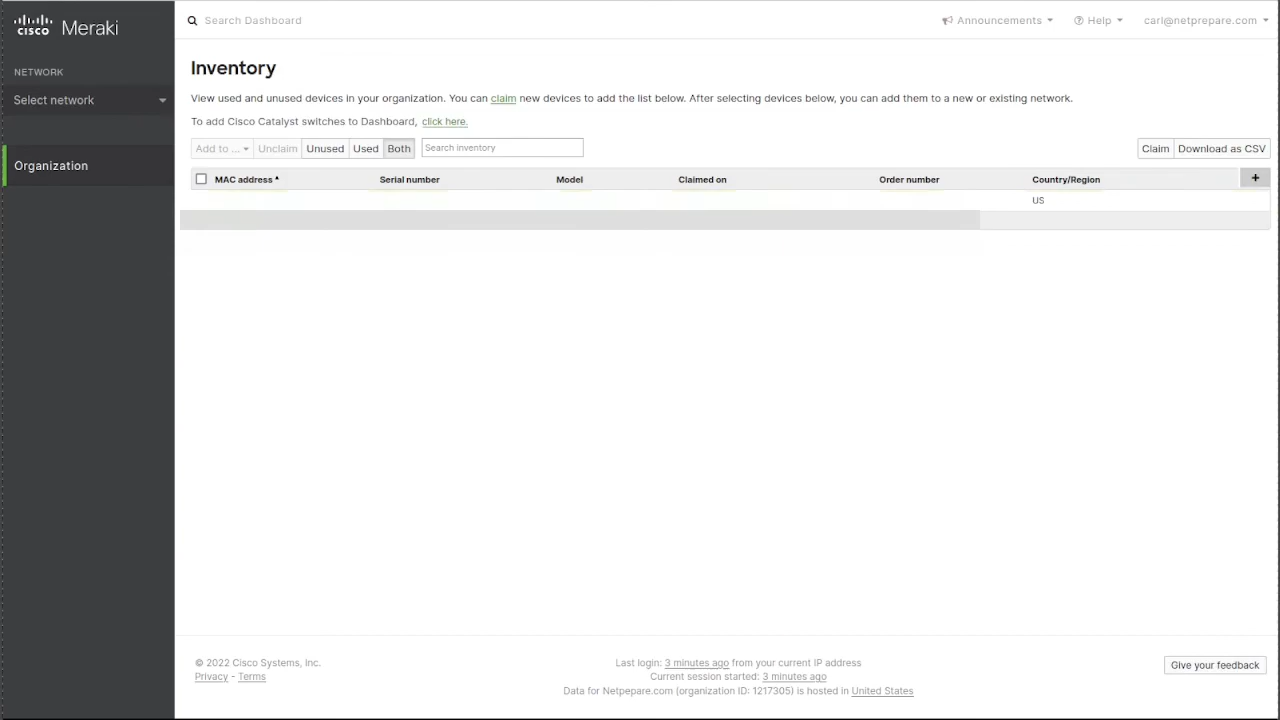 CISCO Meraki
Search Dashboard
Announcements
Help
carl@netprepare.com
NETWORK
Select network
Organization
Inventory
View used and unused devices in your organization. You can claim new devices to add the list below. After selecting devices below, you can add them to a new or existing network.
To add Cisco Catalyst switches to Dashboard, click here.
Add to ... Unclaim Unused Used Both Search inventory Claim Download as CSV
MAC address Serial number Model Claimed on Order number Country/Region +
US
© 2022 Cisco Systems, Inc.
Privacy - Terms
Last login: 3 minutes ago from your current IP address
Current session started: 3 minutes ago
Data for Netpepare.com (organization ID: 1217305) is hosted in United States
Give your feedback